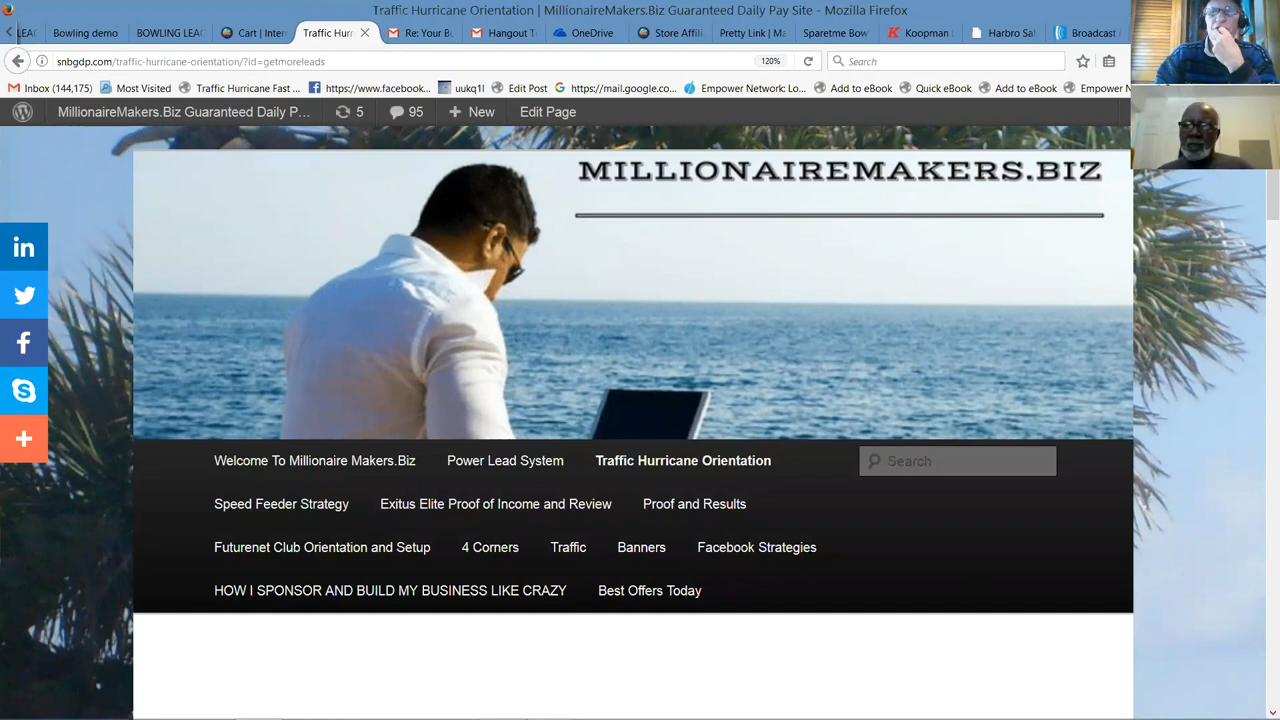 Traffic Hurricane Orientation | MillionaireMakers.Biz Guaranteed Daily Pay Site - Mozilla Firefox
LEAC Bowling demo BOWLING LEA Cart | Inter Traffic Hurr Re: Your B Hangout T OneDrive Store Affili Pretty Link | Ma Sparetme Bow Koopman Harbro Sal Broadcast
snbgdp.com/traffic-hurricane-orientation/?id=getmoreleads 120% Search
Inbox (144,175) Most Visited Traffic Hurricane Fast ... https://www.facebook... uukq1l Edit Post https://mail.google.co... Empower Network: Lo... Add to eBook Quick eBook Add to eBook Empower N
MillionaireMakers.Biz Guaranteed Daily P... 5 95 + New Edit Page
MILLIONAIREMAKERS.BIZ
Welcome To Millionaire Makers.Biz Power Lead System Traffic Hurricane Orientation Search
Speed Feeder Strategy Exitus Elite Proof of Income and Review Proof and Results
Futurenet Club Orientation and Setup 4 Corners Traffic Banners Facebook Strategies
HOW I SPONSOR AND BUILD MY BUSINESS LIKE CRAZY Best Offers Today